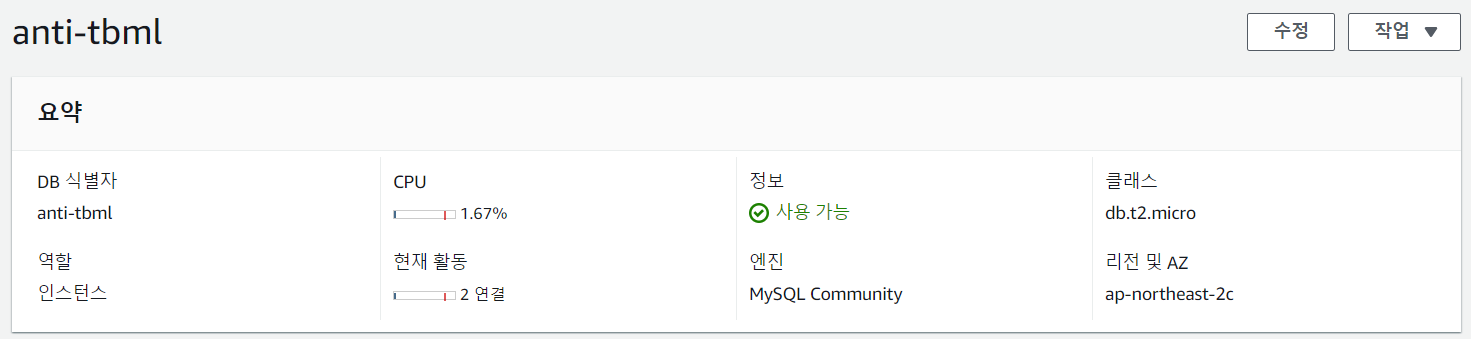 anti-tbml
수정
작업
요약
DB 식별자
anti-tbml
CPU
1.67%
정보
사용 가능
클래스
db.t2.micro
역할
인스턴스
현재 활동
2 연결
엔진
MySQL Community
리전 및 AZ
ap-northeast-2c